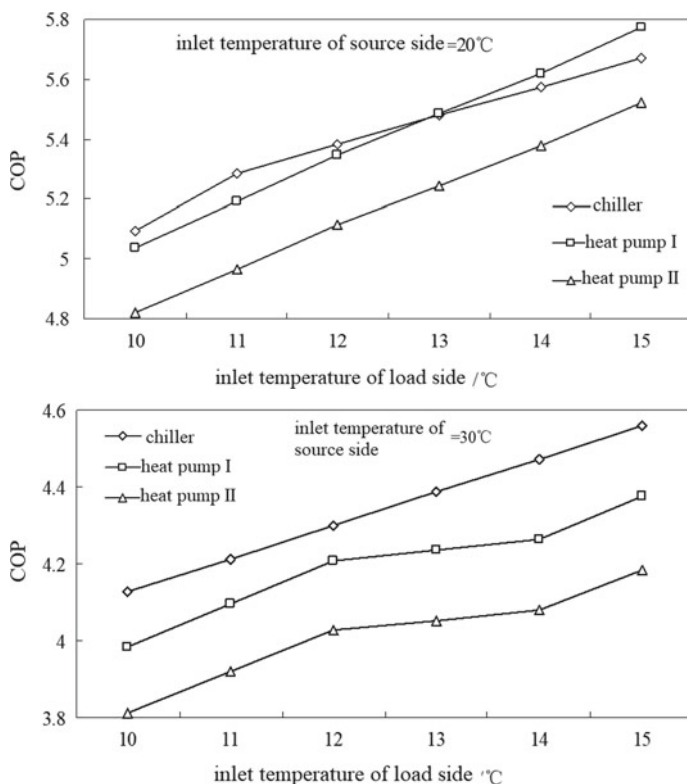 5.8
inlet temperature of source side =20℃
5.6
5.4
COP
5.2
5
4.8
chiller
heat pump I
heat pump II
10 11 12 13 14 15
inlet temperature of load side /℃
4.6
chiller
heat pump I
heat pump II
inlet temperature of
source side
=30℃
4.4
COP
4.2
4
3.8
10 11 12 13 14 15
inlet temperature of load side /℃